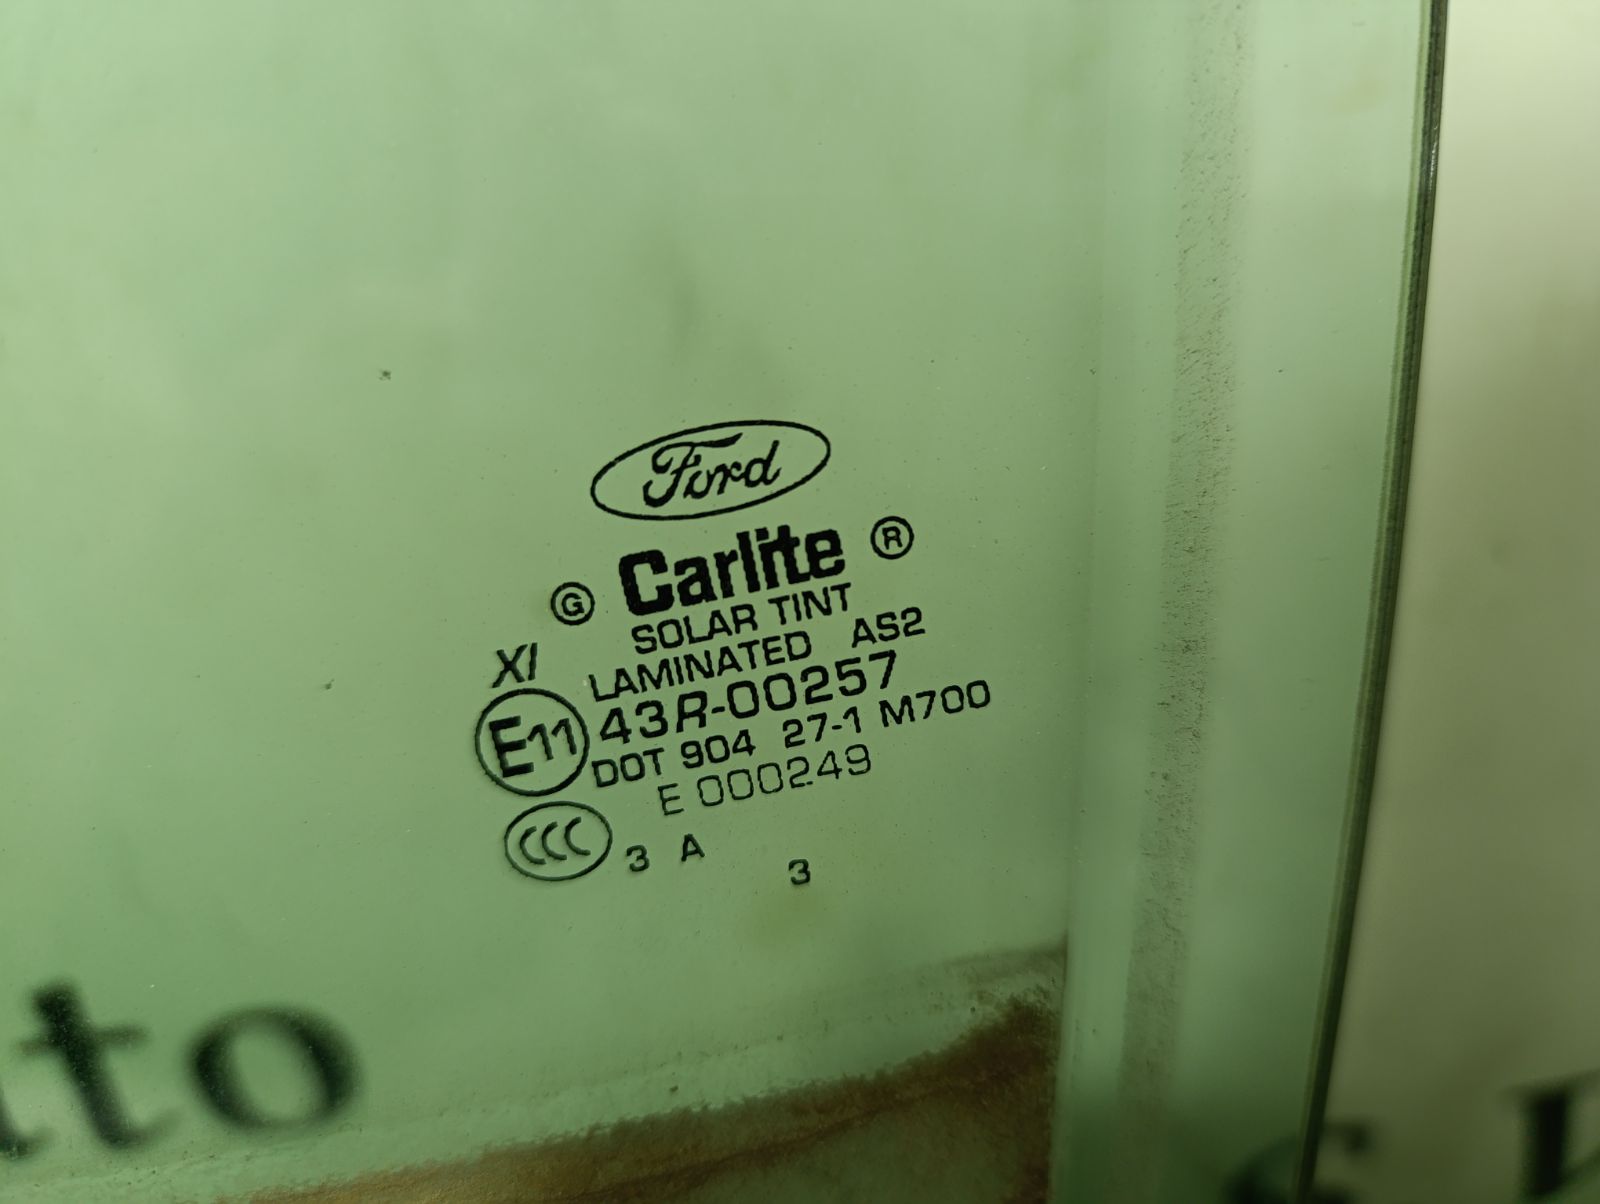 Ford
G Carlite ®
SOLAR TINT
XI LAMINATED AS2
E11 43R-00257
DOT 904 27-1 M700
E 000249
CCC 3 A 3
to